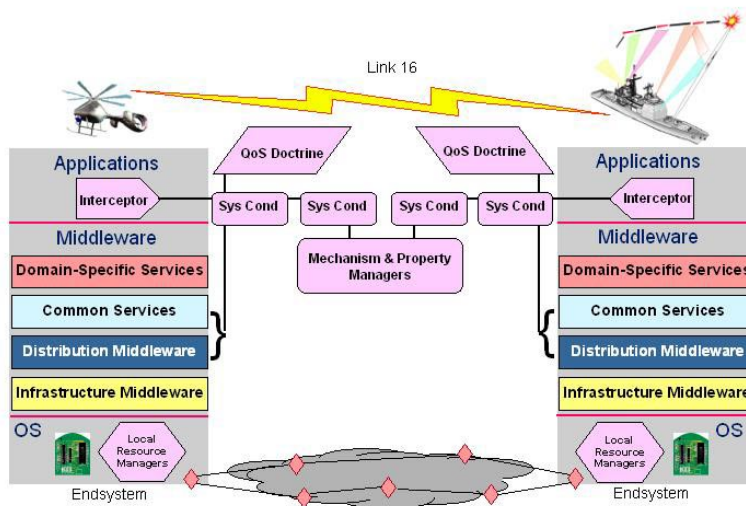 Link 16
QoS Doctrine
QoS Doctrine
Applications
Applications
Interceptor
Sys Cond
Sys Cond
Sys Cond
Sys Cond
Interceptor
Middleware
Middleware
Mechanism & Property
Managers
Domain-Specific Services
Domain-Specific Services
Common Services
Common Services
Distribution Middleware
Distribution Middleware
Infrastructure Middleware
Infrastructure Middleware
OS
Local
Resource
Managers
Local
Resource
Managers
OS
Endsystem
Endsystem